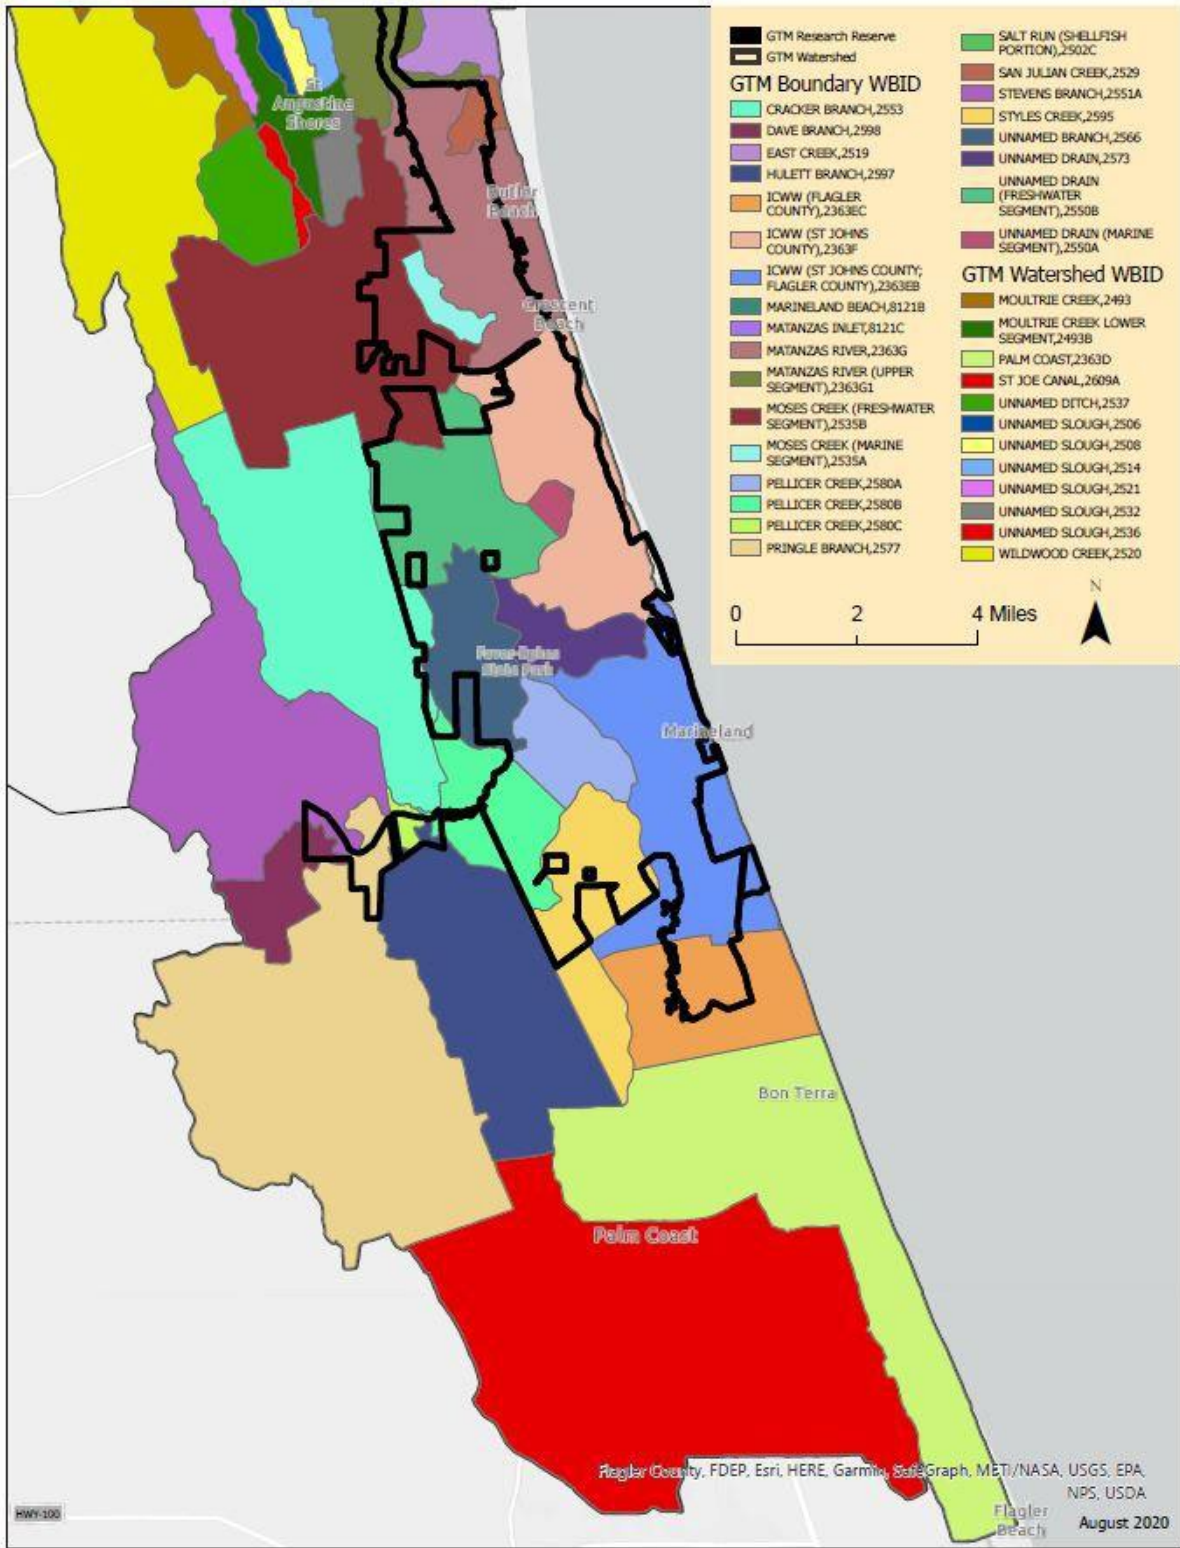 GTM Research Reserve
GTM Watershed
GTM Boundary WBID
CRACKER BRANCH,2553
DAVE BRANCH,2598
EAST CREEK,2519
HULETT BRANCH,2597
ICWW (FLAGLER
COUNTY),2363EC
ICWW (ST JOHNS
COUNTY),2363F
ICWW (ST JOHNS COUNTY;
FLAGLER COUNTY),2363EB
MARINELAND BEACH,8121B
MATANZAS INLET,8121C
MATANZAS RIVER,2363G
MATANZAS RIVER (UPPER
SEGMENT),2363G1
MOSES CREEK (FRESHWATER
SEGMENT),2535B
MOSES CREEK (MARINE
SEGMENT),2535A
PELLICER CREEK,2580A
PELLICER CREEK,2580B
PELLICER CREEK,2580C
PRINGLE BRANCH,2577
SALT RUN (SHELLFISH
PORTION),2502C
SAN JULIAN CREEK,2529
STEVENS BRANCH,2551A
STYLES CREEK,2595
UNNAMED BRANCH,2566
UNNAMED DRAIN,2573
UNNAMED DRAIN
(FRESHWATER
SEGMENT),2550B
UNNAMED DRAIN (MARINE
SEGMENT),2550A
GTM Watershed WBID
MOULTRIE CREEK,2493
MOULTRIE CREEK LOWER
SEGMENT,2493B
PALM COAST,2363D
ST JOE CANAL,2609A
UNNAMED DITCH,2537
UNNAMED SLOUGH,2506
UNNAMED SLOUGH,2508
UNNAMED SLOUGH,2514
UNNAMED SLOUGH,2521
UNNAMED SLOUGH,2532
UNNAMED SLOUGH,2536
WILDWOOD CREEK,2520
N
0 2 4 Miles
St
Augustine
Shores
Butler
Beach
Crescent
Beach
Faver-Dykes
State Park
Marineland
Bon Terra
Palm Coast
Flagler County, FDEP, Esri, HERE, Garmin, SafeGraph, METI/NASA, USGS, EPA,
NPS, USDA
HWY-100
Flagler
Beach
August 2020